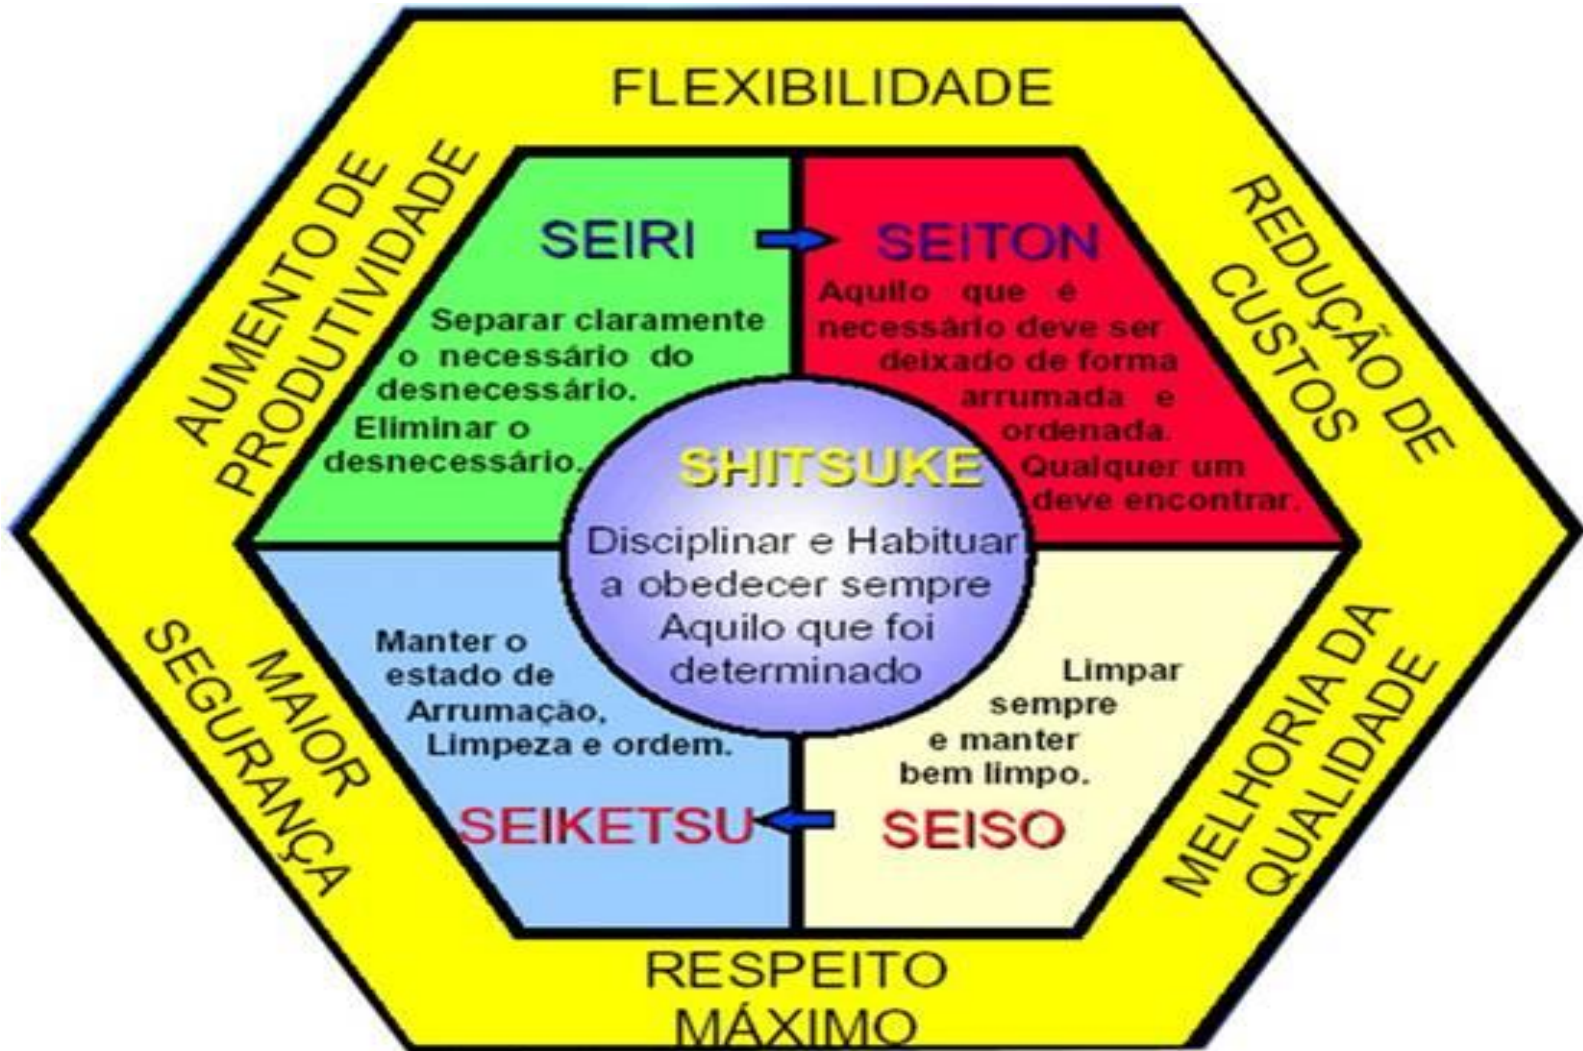 FLEXIBILIDADE
AUMENTO DE
PRODUTIVIDADE
REDUÇÃO DE
CUSTOS
SEIRI
Separar claramente
o necessário do
desnecessário.
Eliminar o
desnecessário.
SEITON
Aquilo que é
necessário deve ser
deixado de forma
arrumada e
ordenada.
Qualquer um
deve encontrar.
SHITSUKE
Disciplinar e Habituar
a obedecer sempre
Aquilo que foi
determinado
Manter o
estado de
Arrumação,
Limpeza e ordem.
SEIKETSU
Limpar
sempre
e manter
bem limpo.
SEISO
MAIOR
SEGURANÇA
MELHORIA DA
QUALIDADE
RESPEITO
MÁXIMO